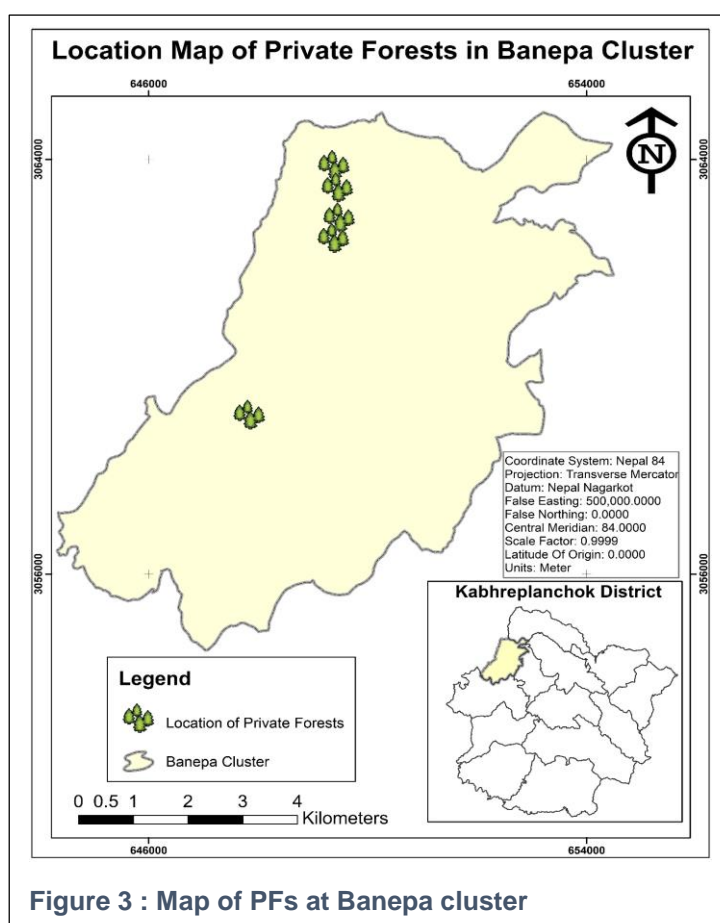 Location Map of Private Forests in Banepa Cluster
646000 654000
3064000 3064000
N
Coordinate System: Nepal 84
Projection: Transverse Mercator
Datum: Nepal Nagarkot
False Easting: 500,000.0000
False Northing: 0.0000
Central Meridian: 84.0000
Scale Factor: 0.9999
Latitude Of Origin: 0.0000
Units: Meter
3056000 3056000
Kabhreplanchok District
Legend
Location of Private Forests
Banepa Cluster
0 0.5 1 2 3 4
Kilometers
646000 654000
Figure 3 : Map of PFs at Banepa cluster